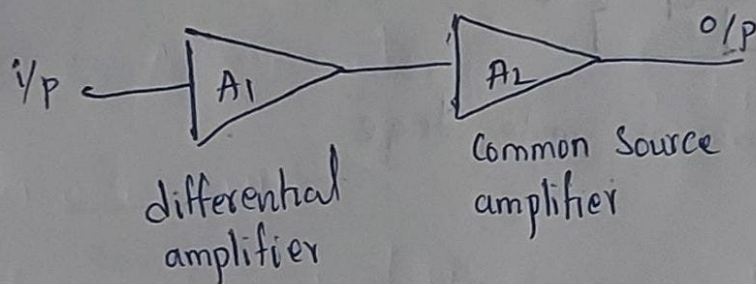 i/p
A1
A2
O/P
differential
amplifier
Common Source
amplifier